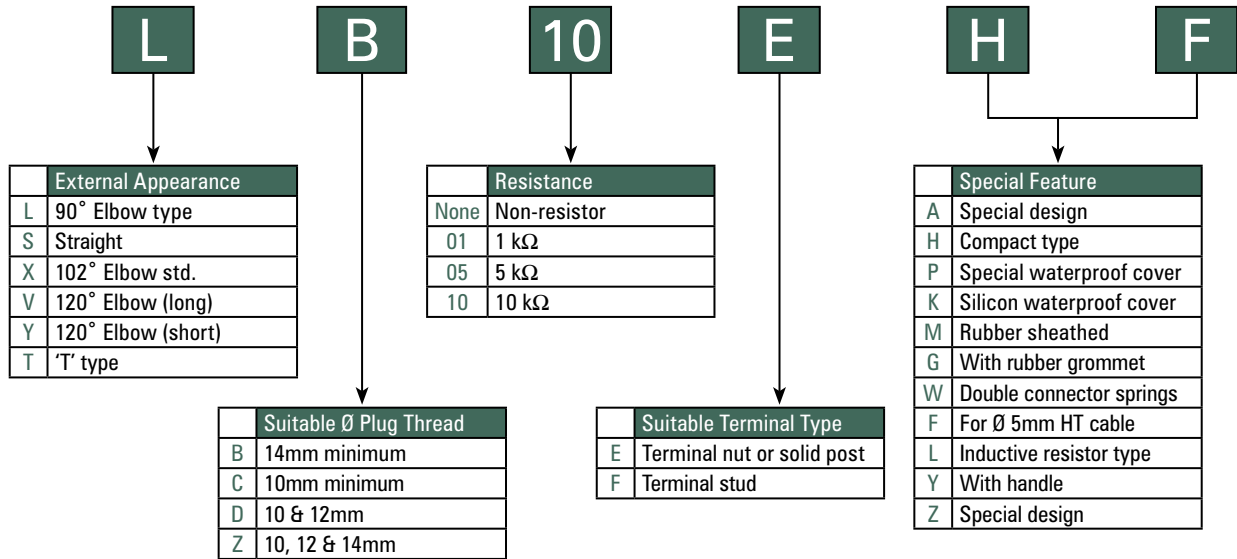 L B 10 E H F
External Appearance
L 90˚ Elbow type
S Straight
X 102˚ Elbow std.
V 120˚ Elbow (long)
Y 120˚ Elbow (short)
T ‘T’ type
Resistance
None Non-resistor
01 1 kΩ
05 5 kΩ
10 10 kΩ
Special Feature
A Special design
H Compact type
P Special waterproof cover
K Silicon waterproof cover
M Rubber sheathed
G With rubber grommet
W Double connector springs
F For Ø 5mm HT cable
L Inductive resistor type
Y With handle
Z Special design
Suitable Ø Plug Thread
B 14mm minimum
C 10mm minimum
D 10 & 12mm
Z 10, 12 & 14mm
Suitable Terminal Type
E Terminal nut or solid post
F Terminal stud